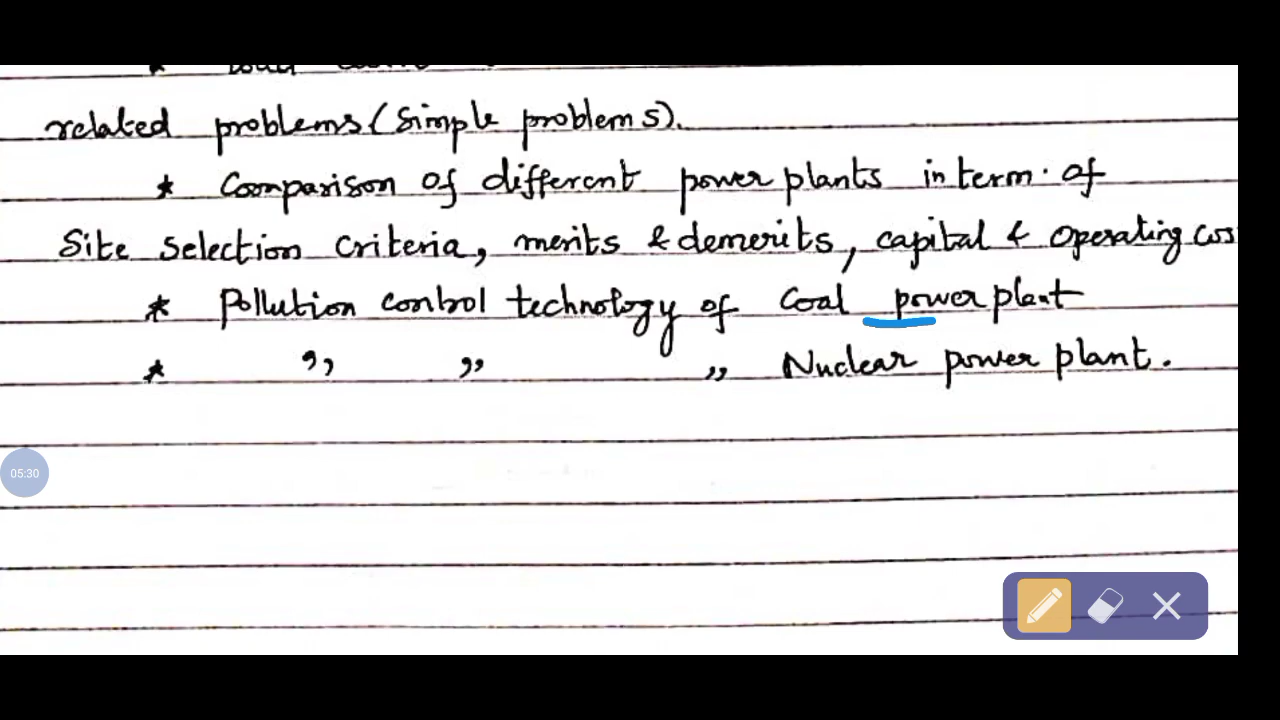 related problems (Simple problems).
* Comparison of different power plants in term. of
Site Selection Criteria, merits & demerits, capital & Operating cos
* Pollution control technology of Coal power plant
* ,, ,, ,, Nuclear power plant.
05:30